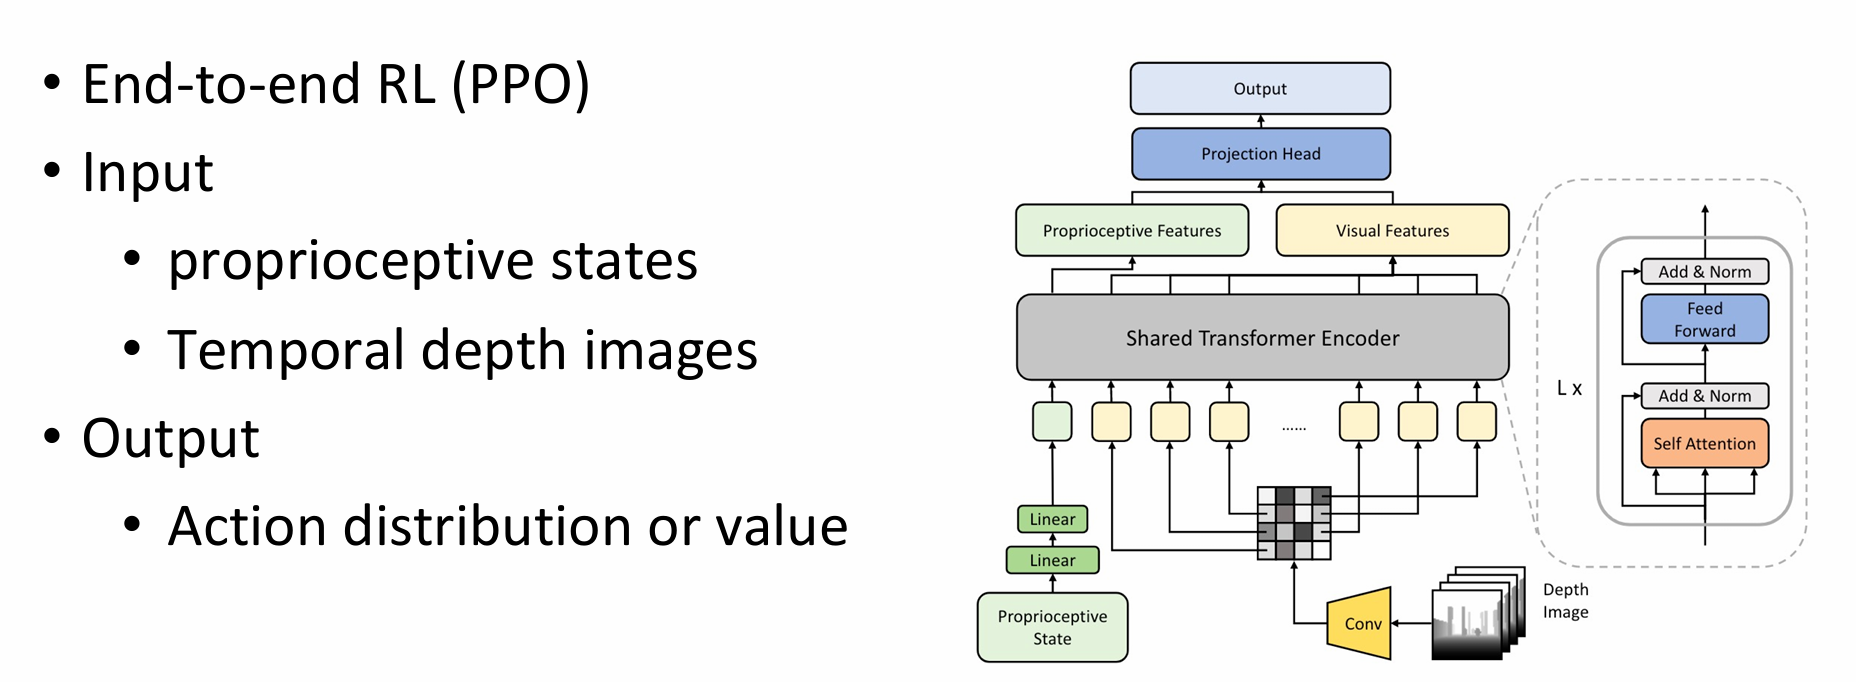 • End-to-end RL (PPO)
• Input
• proprioceptive states
• Temporal depth images
• Output
• Action distribution or value
Output
Projection Head
Proprioceptive Features
Visual Features
Shared Transformer Encoder
......
Linear
Linear
Proprioceptive
State
Conv
Depth
Image
L x
Add & Norm
Feed
Forward
Add & Norm
Self Attention